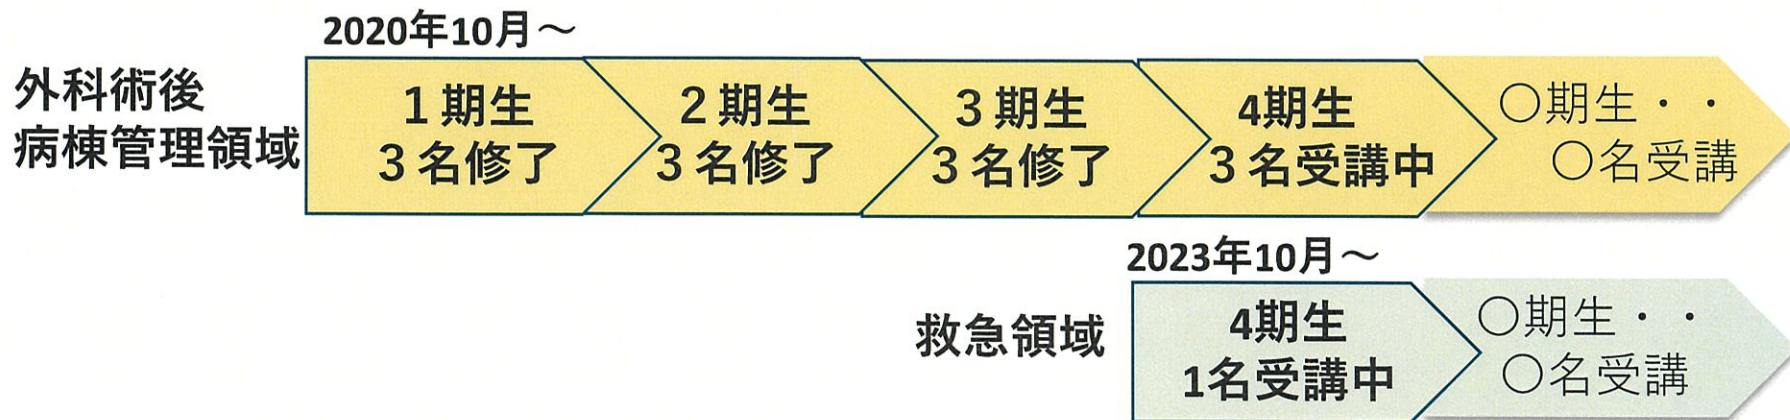 2020年10月～
外科術後
病棟管理領域
１期生
３名修了
２期生
３名修了
３期生
３名修了
4期生
３名受講中
〇期生・・
〇名受講
2023年10月～
救急領域
4期生
1名受講中
〇期生・・
〇名受講